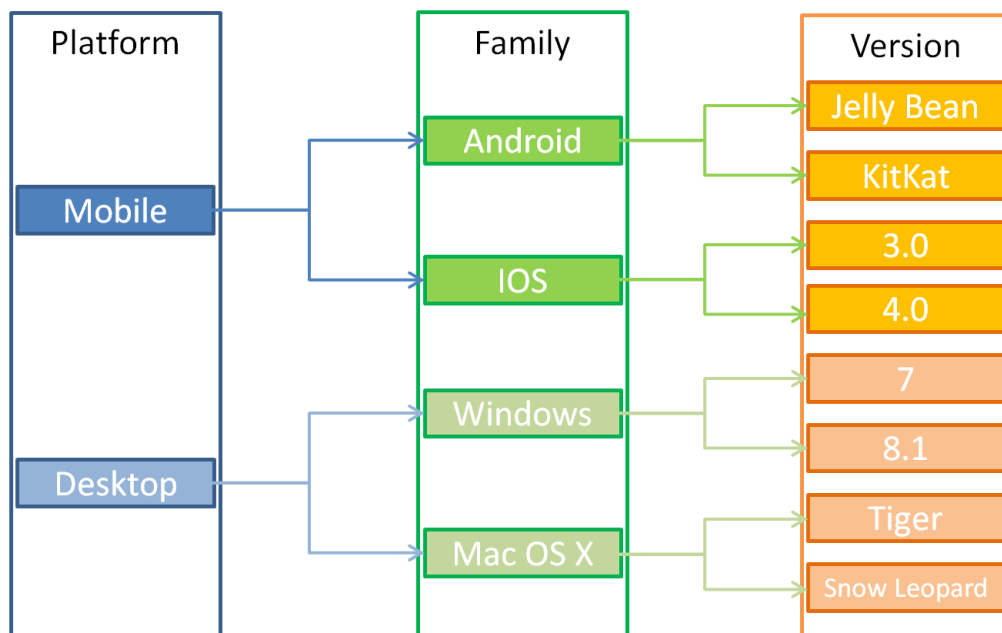 Platform
Family
Version
Mobile
Desktop
Android
IOS
Windows
Mac OS X
Jelly Bean
KitKat
3.0
4.0
7
8.1
Tiger
Snow Leopard